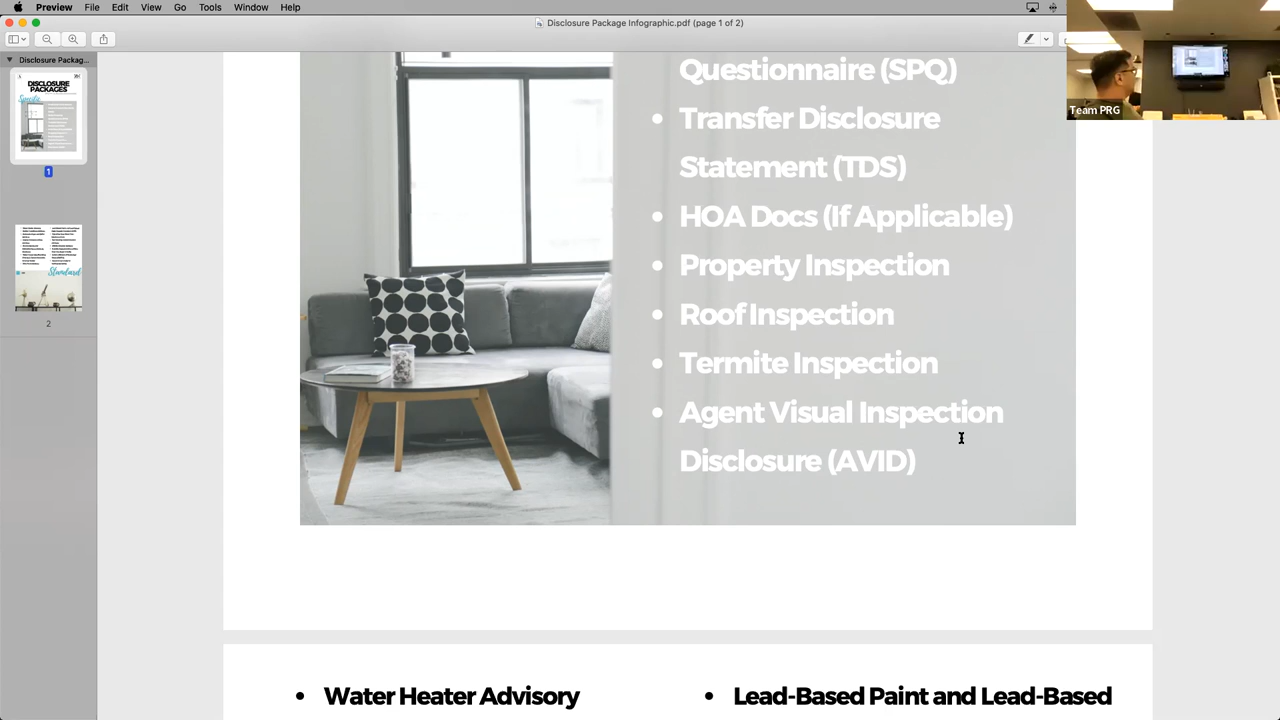 Preview File Edit View Go Tools Window Help
Disclosure Package Infographic.pdf (page 1 of 2)
Disclosure Packag...
DISCLOSURE
PACKAGES
Specific
1
Standard
2
Team PRG
Questionnaire (SPQ)
• Transfer Disclosure
Statement (TDS)
• HOA Docs (If Applicable)
• Property Inspection
• Roof Inspection
• Termite Inspection
• Agent Visual Inspection
Disclosure (AVID)
• Water Heater Advisory
• Lead-Based Paint and Lead-Based